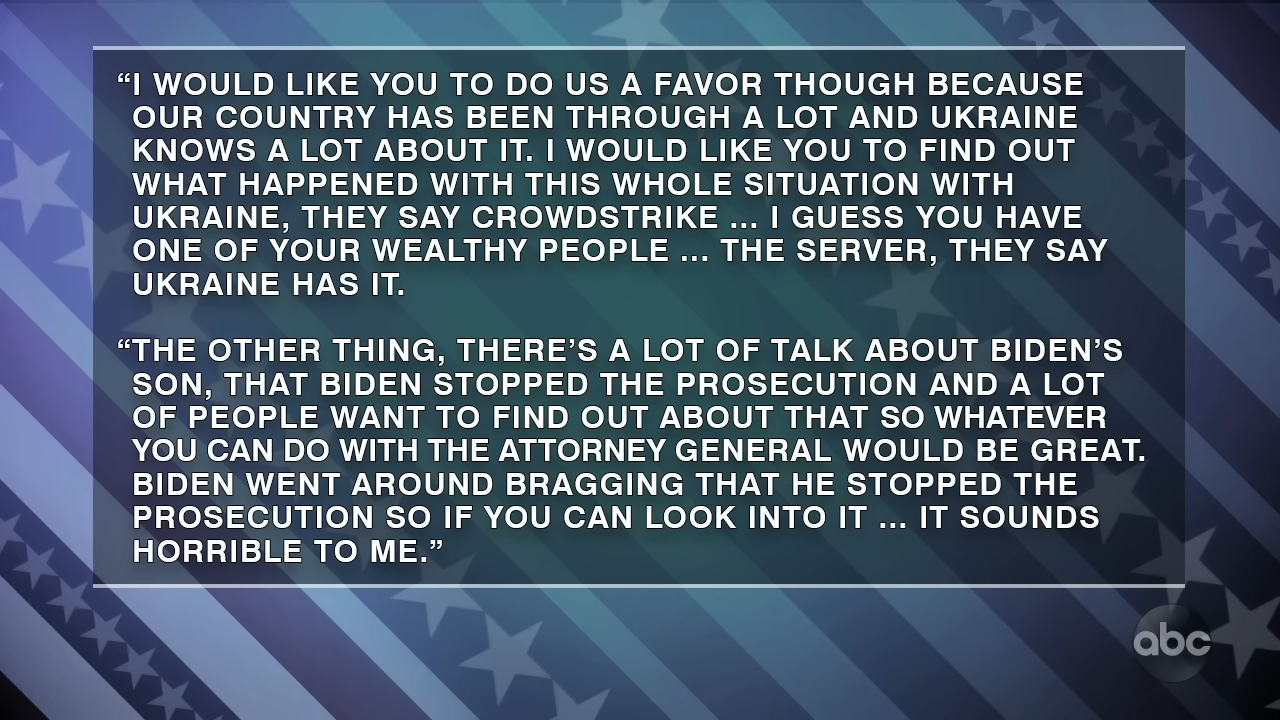 “I WOULD LIKE YOU TO DO US A FAVOR THOUGH BECAUSE
OUR COUNTRY HAS BEEN THROUGH A LOT AND UKRAINE
KNOWS A LOT ABOUT IT. I WOULD LIKE YOU TO FIND OUT
WHAT HAPPENED WITH THIS WHOLE SITUATION WITH
UKRAINE, THEY SAY CROWDSTRIKE ... I GUESS YOU HAVE
ONE OF YOUR WEALTHY PEOPLE ... THE SERVER, THEY SAY
UKRAINE HAS IT.
“THE OTHER THING, THERE’S A LOT OF TALK ABOUT BIDEN’S
SON, THAT BIDEN STOPPED THE PROSECUTION AND A LOT
OF PEOPLE WANT TO FIND OUT ABOUT THAT SO WHATEVER
YOU CAN DO WITH THE ATTORNEY GENERAL WOULD BE GREAT.
BIDEN WENT AROUND BRAGGING THAT HE STOPPED THE
PROSECUTION SO IF YOU CAN LOOK INTO IT ... IT SOUNDS
HORRIBLE TO ME.”
abc